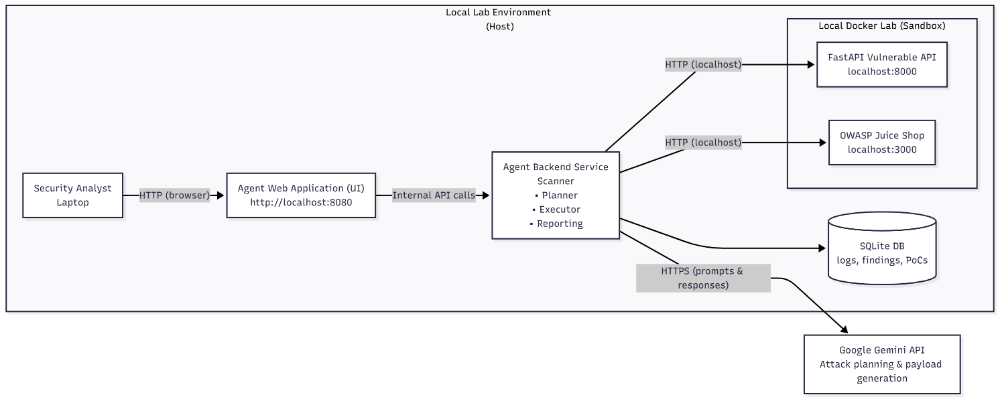 Local Lab Environment
(Host)
Local Docker Lab (Sandbox)
FastAPI Vulnerable API
localhost:8000
HTTP (localhost)
OWASP Juice Shop
localhost:3000
HTTP (localhost)
Security Analyst
Laptop
HTTP (browser)
Agent Web Application (UI)
http://localhost:8080
Internal API calls
Agent Backend Service
Scanner
▪ Planner
▪ Executor
▪ Reporting
SQLite DB
logs, findings, PoCs
HTTPS (prompts &
responses)
Google Gemini API
Attack planning & payload
generation